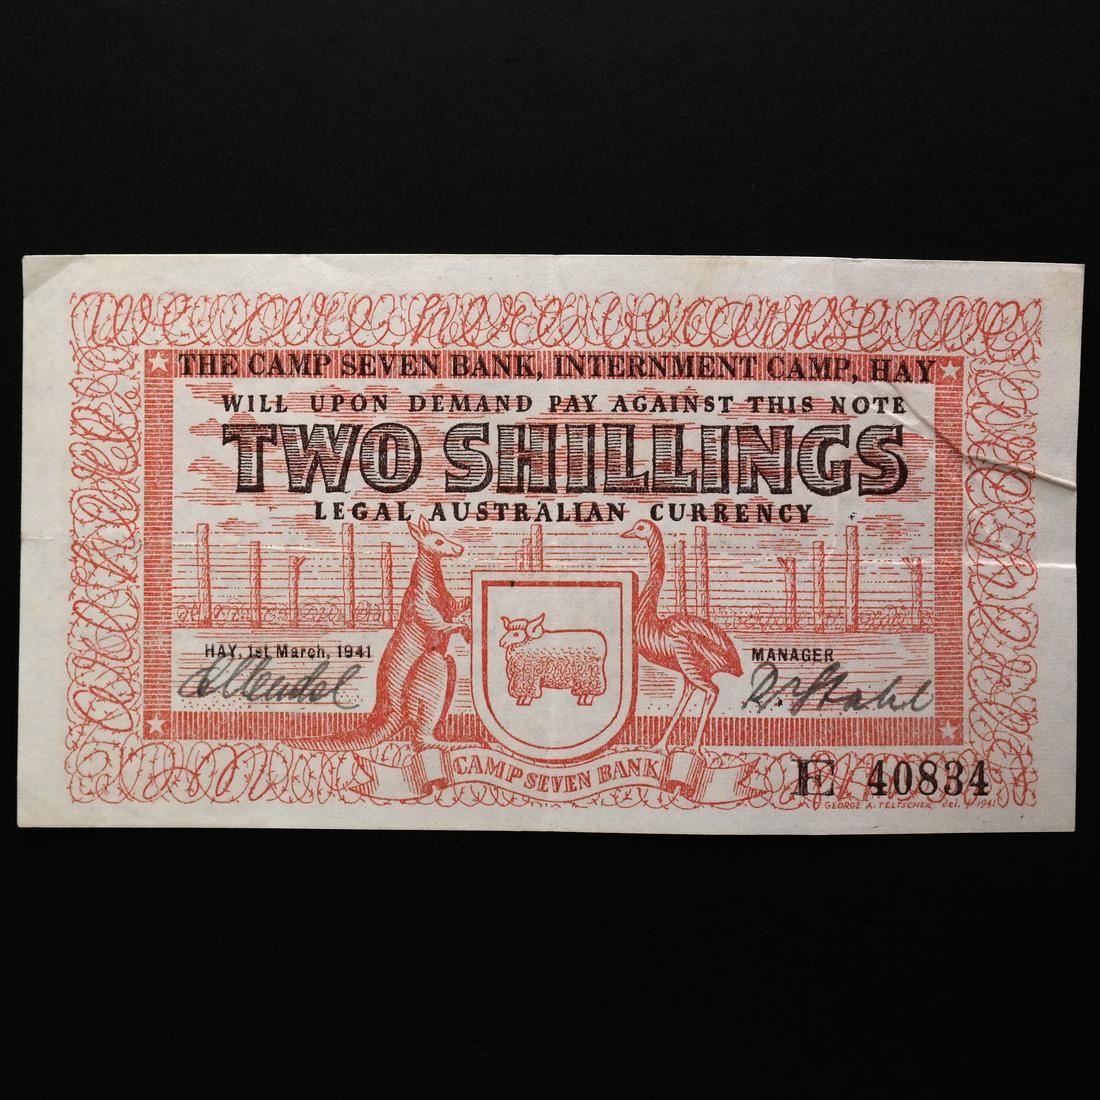 THE CAMP SEVEN BANK, INTERNMENT CAMP, HAY
WILL UPON DEMAND PAY AGAINST THIS NOTE
TWO SHILLINGS
LEGAL AUSTRALIAN CURRENCY
HAY, 1st March, 1941
MANAGER
CAMP SEVEN BANK
E 40834
GEORGE A. TELTSCHER del. 1941